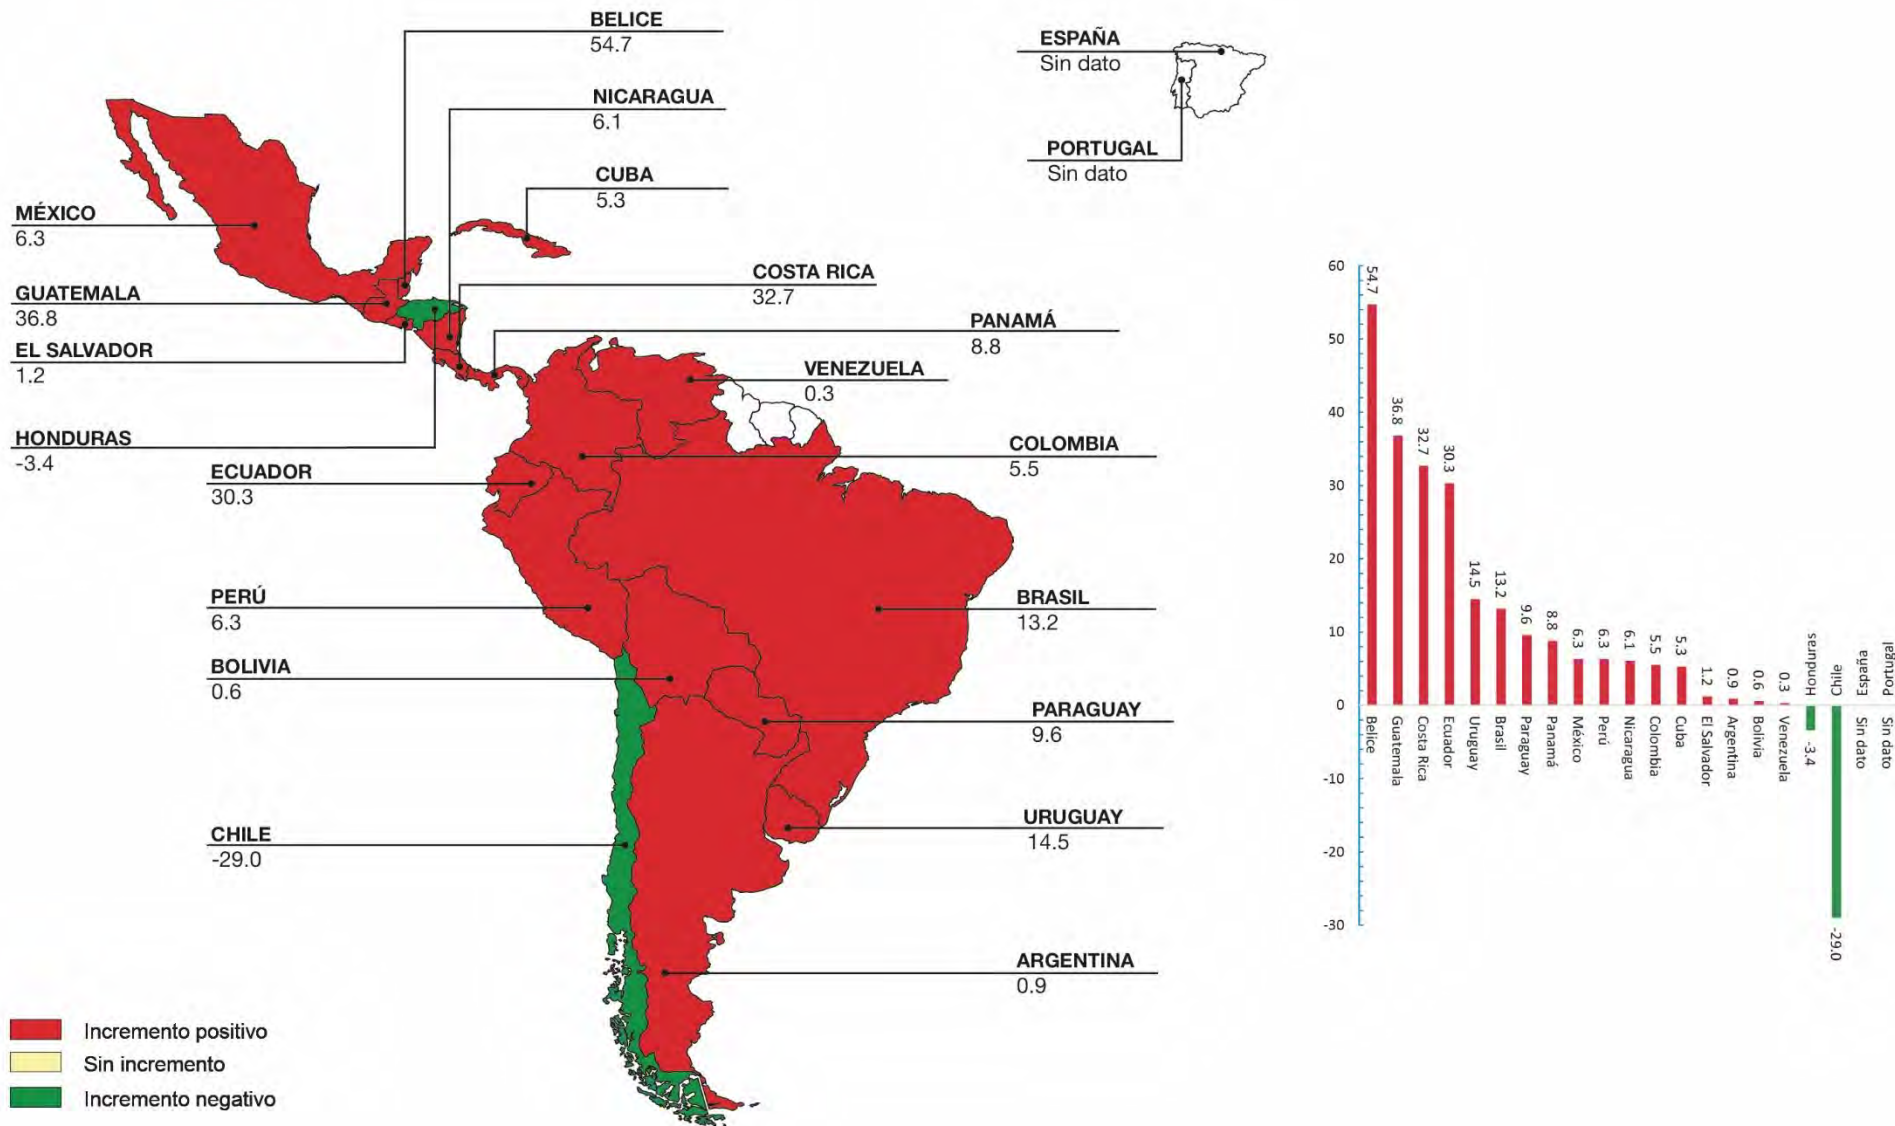 BELICE
54.7
ESPAÑA
Sin dato
NICARAGUA
6.1
PORTUGAL
Sin dato
CUBA
5.3
MÉXICO
6.3
COSTA RICA
32.7
GUATEMALA
36.8
PANAMÁ
8.8
EL SALVADOR
1.2
VENEZUELA
0.3
HONDURAS
-3.4
COLOMBIA
5.5
ECUADOR
30.3
PERÚ
6.3
BRASIL
13.2
BOLIVIA
0.6
PARAGUAY
9.6
CHILE
-29.0
URUGUAY
14.5
ARGENTINA
0.9
Incremento positivo
Sin incremento
Incremento negativo
60
50
40
30
20
10
0
-10
-20
-30
54.7
36.8
32.7
30.3
14.5
13.2
9.6
8.8
6.3
6.3
6.1
5.5
5.3
1.2
0.9
0.6
0.3
Honduras
Chile
España
Portugal
Belice
Guatemala
Costa Rica
Ecuador
Uruguay
Brasil
Paraguay
Panamá
México
Perú
Nicaragua
Colombia
Cuba
El Salvador
Argentina
Bolivia
Venezuela
-3.4
-29.0
Sin dato
Sin dato